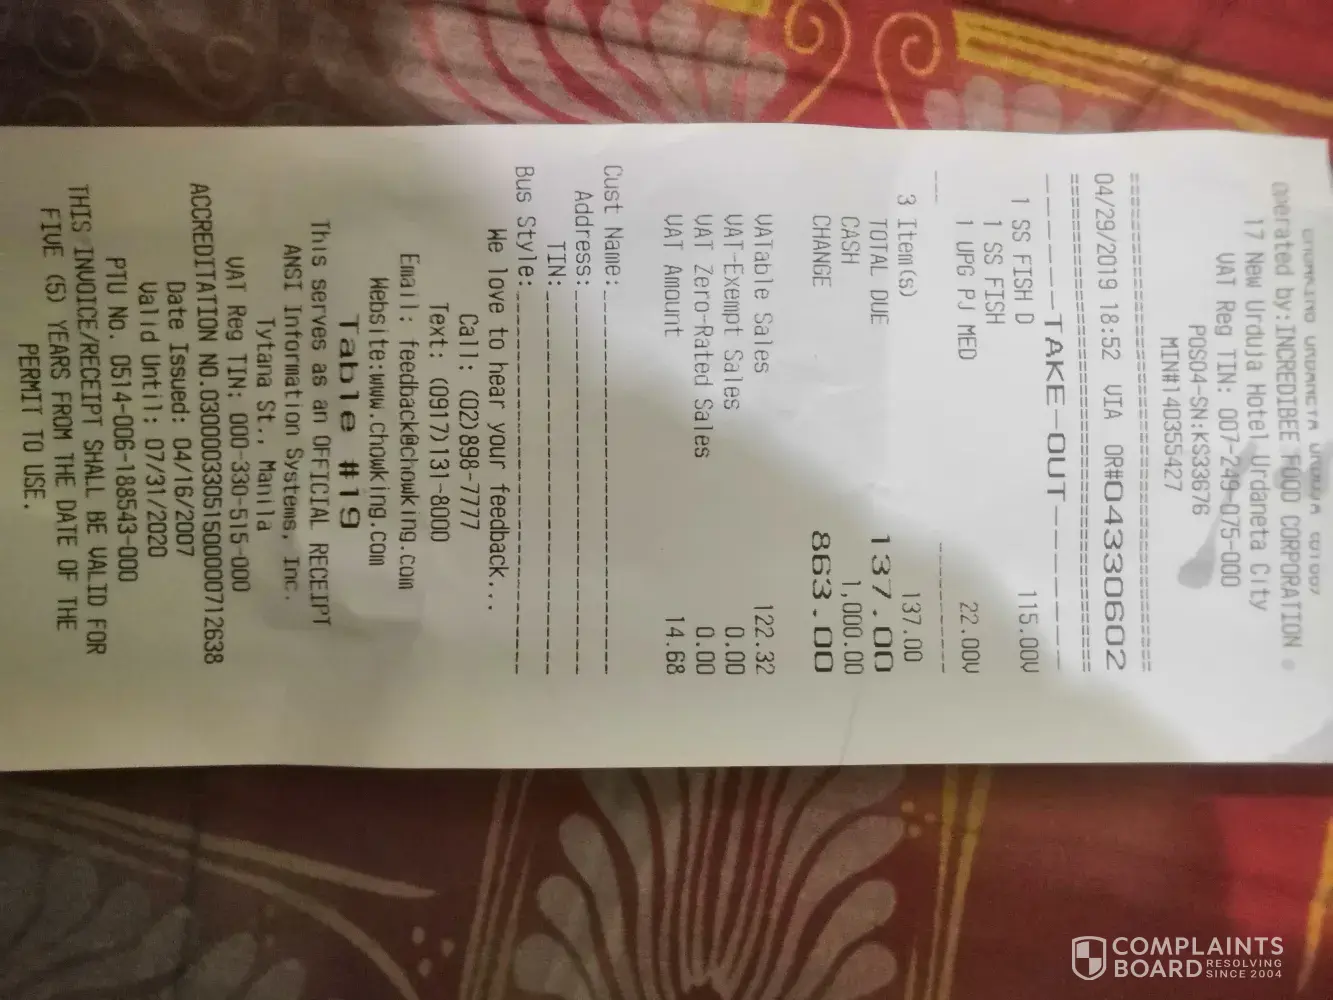 operated by:INCREDIBEE FOOD CORPORATION
17 New Urduja Hotel Urdaneta City
VAT Reg TIN: 007-249-075-000
POS04-SN:KS33676
MIN#140355427
===================================
04/29/2019 18:52 VIA OR#04330602
===================================
-----TAKE-OUT-----
1 SS FISH D 115.00V
1 SS FISH
1 UPG PJ MED 22.00V
3 Item(s) 137.00
TOTAL DUE 137.00
CASH 1,000.00
CHANGE 863.00
VATable Sales 122.32
VAT-Exempt Sales 0.00
VAT Zero-Rated Sales 0.00
VAT Amount 14.68
Cust Name:
Address:
TIN:
Bus Style:
We love to hear your feedback...
Call: (02)898-7777
Text: (0917)131-8000
Email: feedback@chowking.com
Website:www.chowking.com
Table #19
This serves as an OFFICIAL RECEIPT
ANSI Information Systems, Inc.
Tytana St., Manila
VAT Reg TIN: 000-330-515-000
ACCREDITATION NO.030000330515000000712638
Date Issued: 04/16/2007
Valid Until: 07/31/2020
PTU No. 0514-006-188543-000
THIS INVOICE/RECEIPT SHALL BE VALID FOR
FIVE (5) YEARS FROM THE DATE OF THE
PERMIT TO USE.
COMPLAINTS
BOARD RESOLVING
SINCE 2004